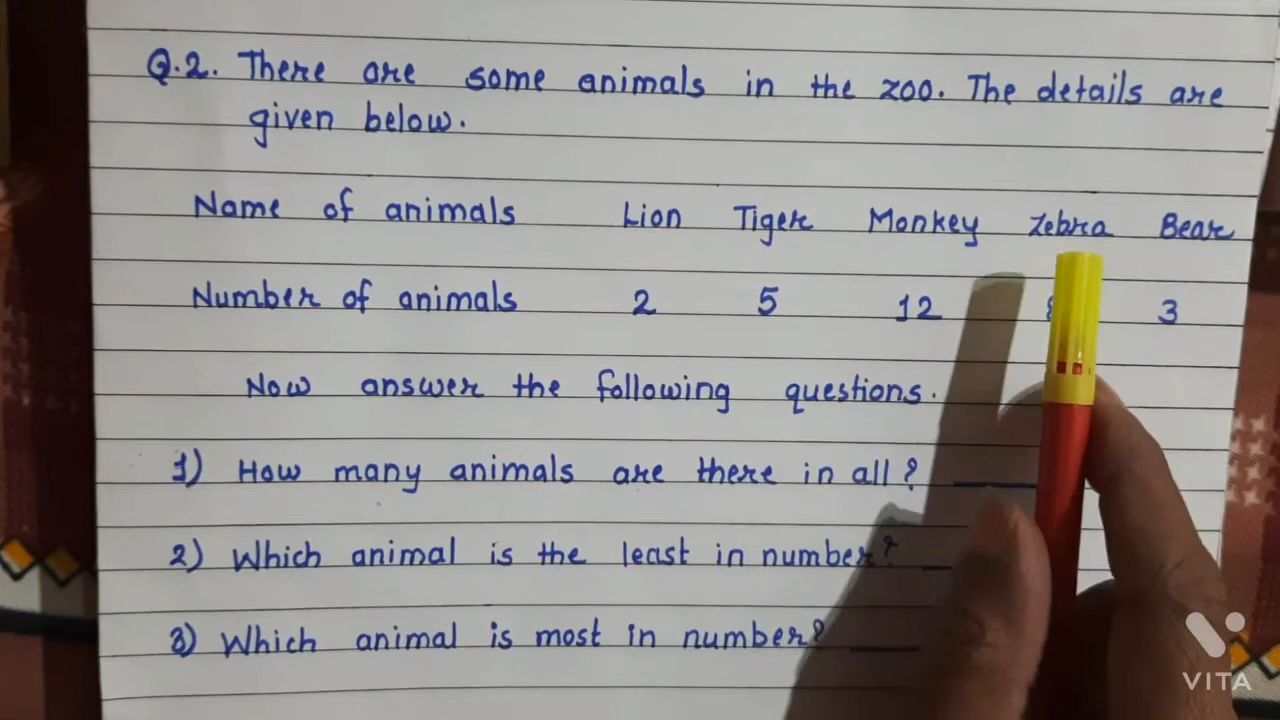 Q.2. There are some animals in the zoo. The details are
given below.
Name of animals Lion Tiger Monkey Zebra Bear
Number of animals 2 5 12 3
Now answer the following questions.
1) How many animals are there in all?
2) Which animal is the least in number?
3) Which animal is most in number?
VITA